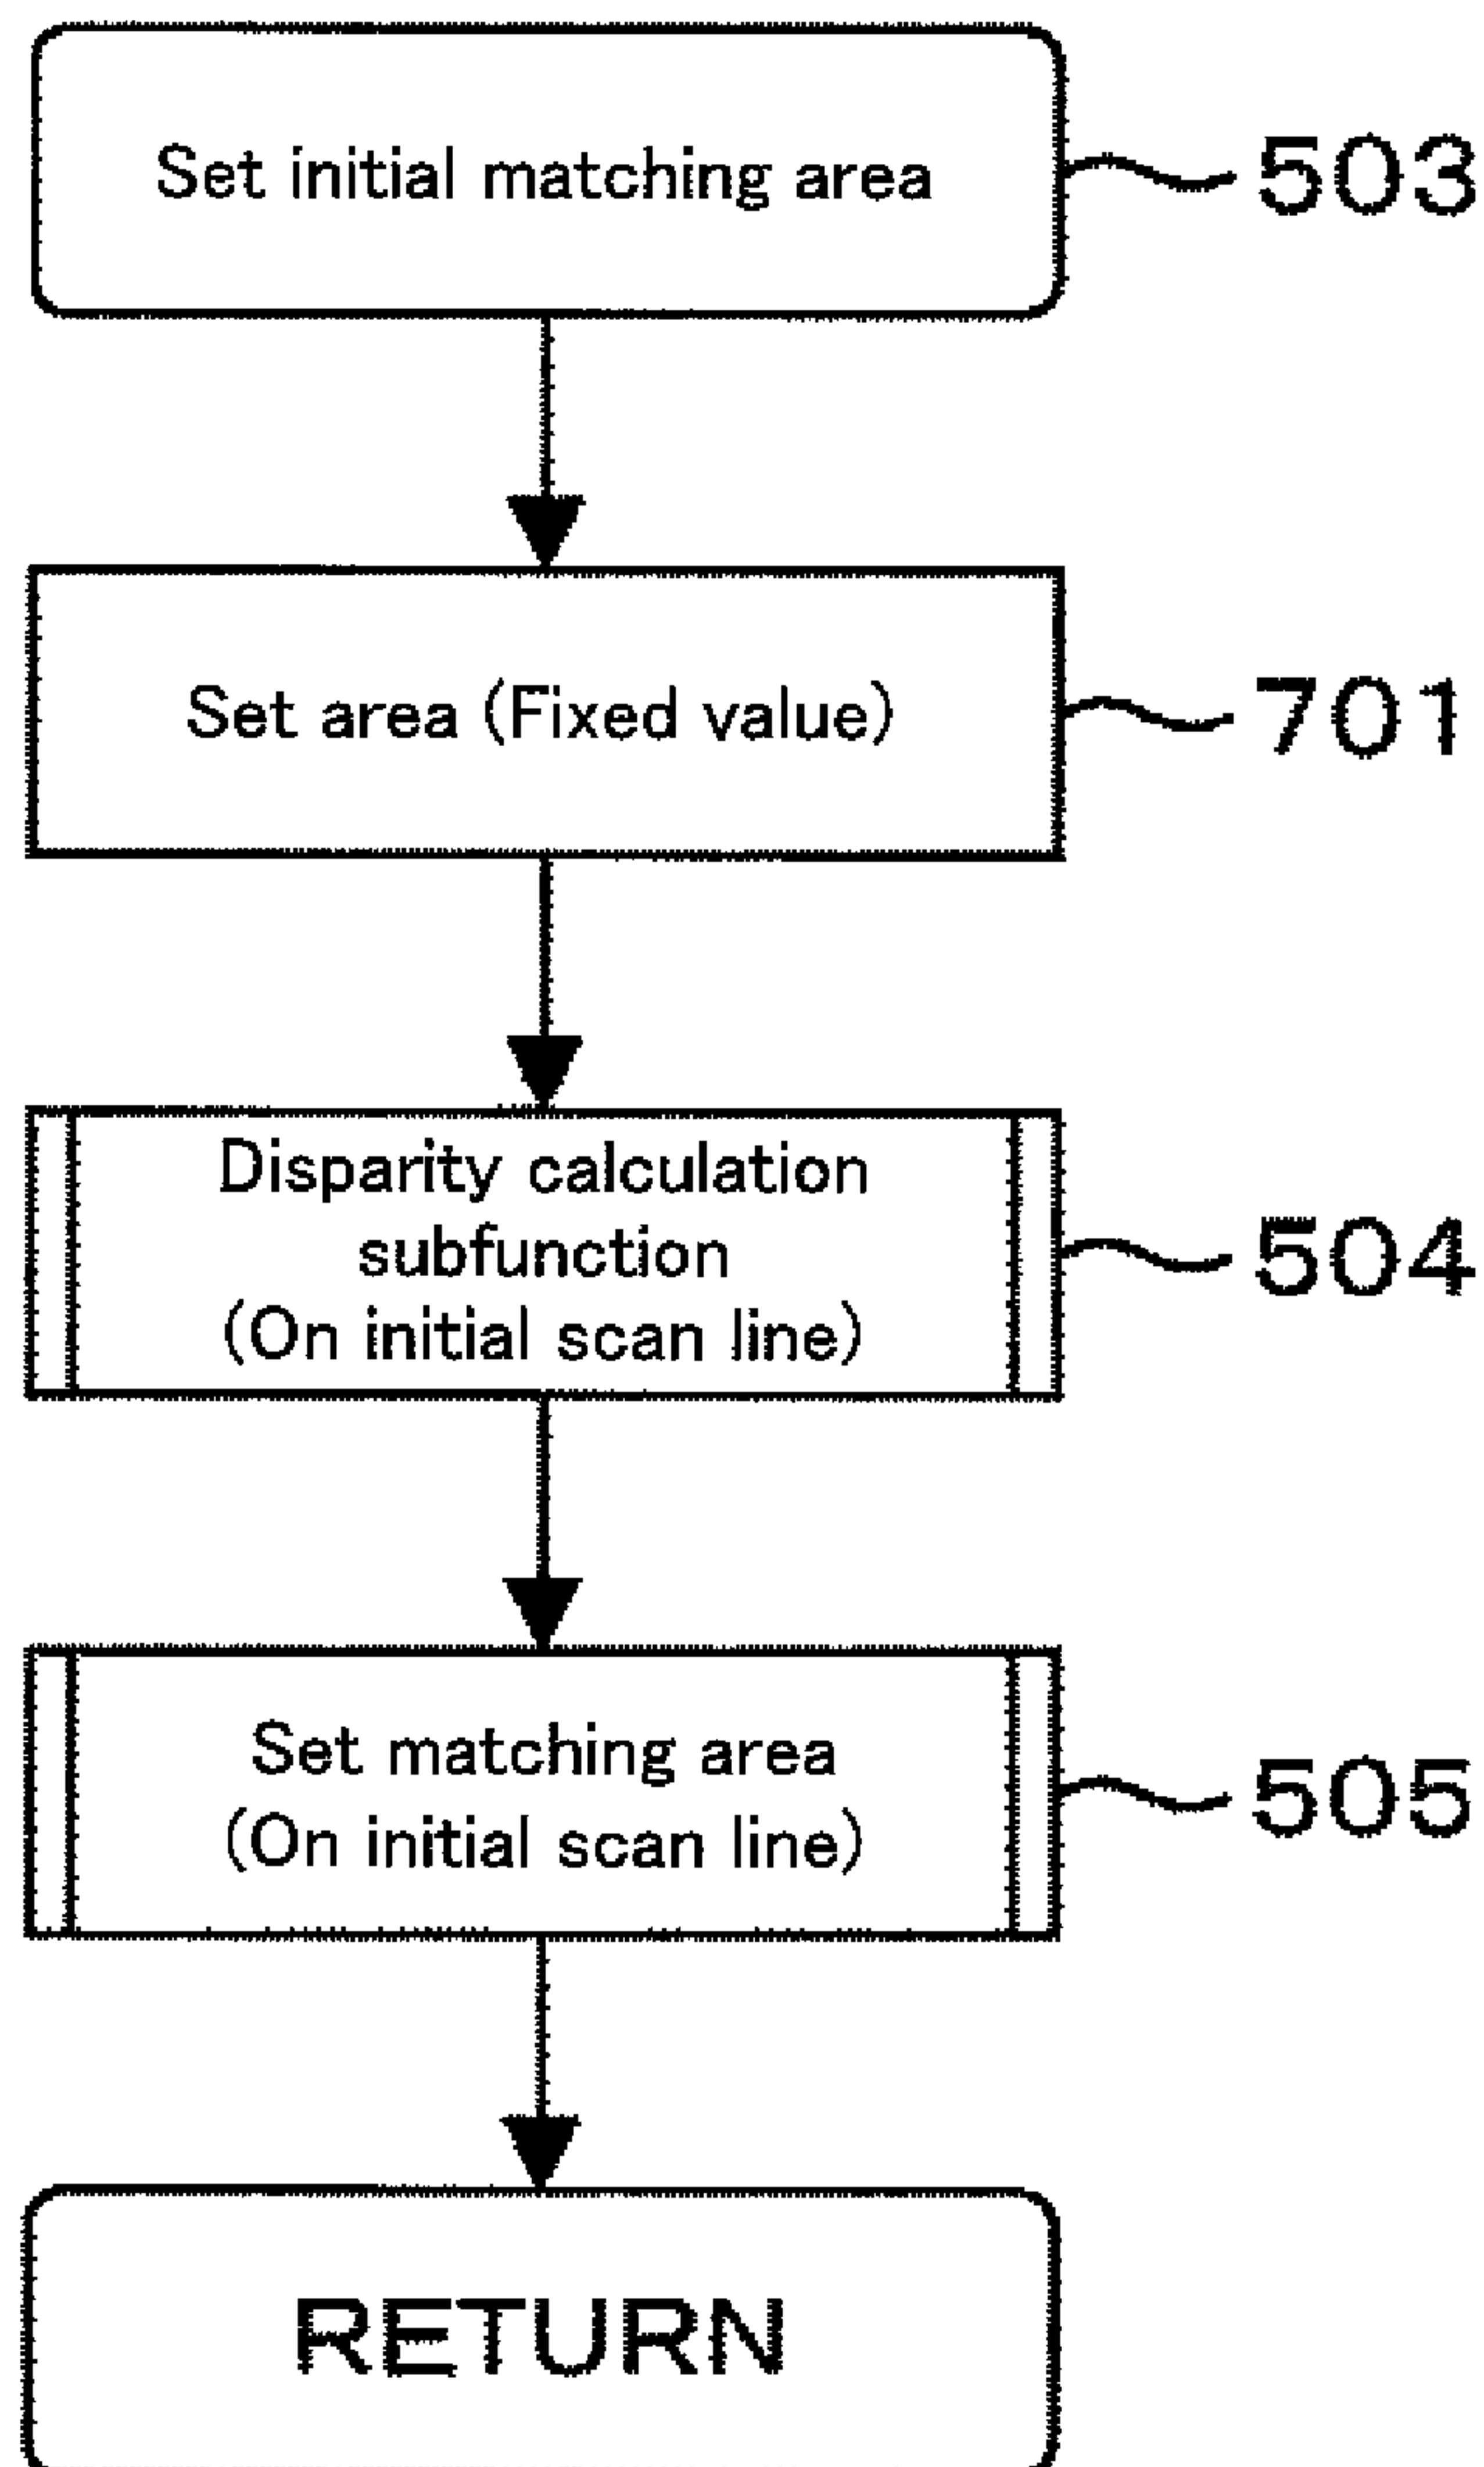 Set initial matching area
503
Set area (Fixed value)
701
Disparity calculation
subfunction
(On initial scan line)
504
Set matching area
(On initial scan line)
505
RETURN